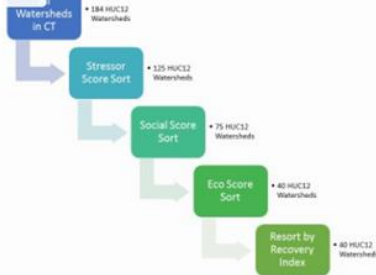 Watersheds
in CT
• 184 HUC12
Watersheds
Stressor
Score Sort
• 125 HUC12
Watersheds
Social Score
Sort
• 75 HUC12
Watersheds
Eco Score
Sort
• 40 HUC12
Watersheds
Resort by
Recovery
Index
• 40 HUC12
Watersheds